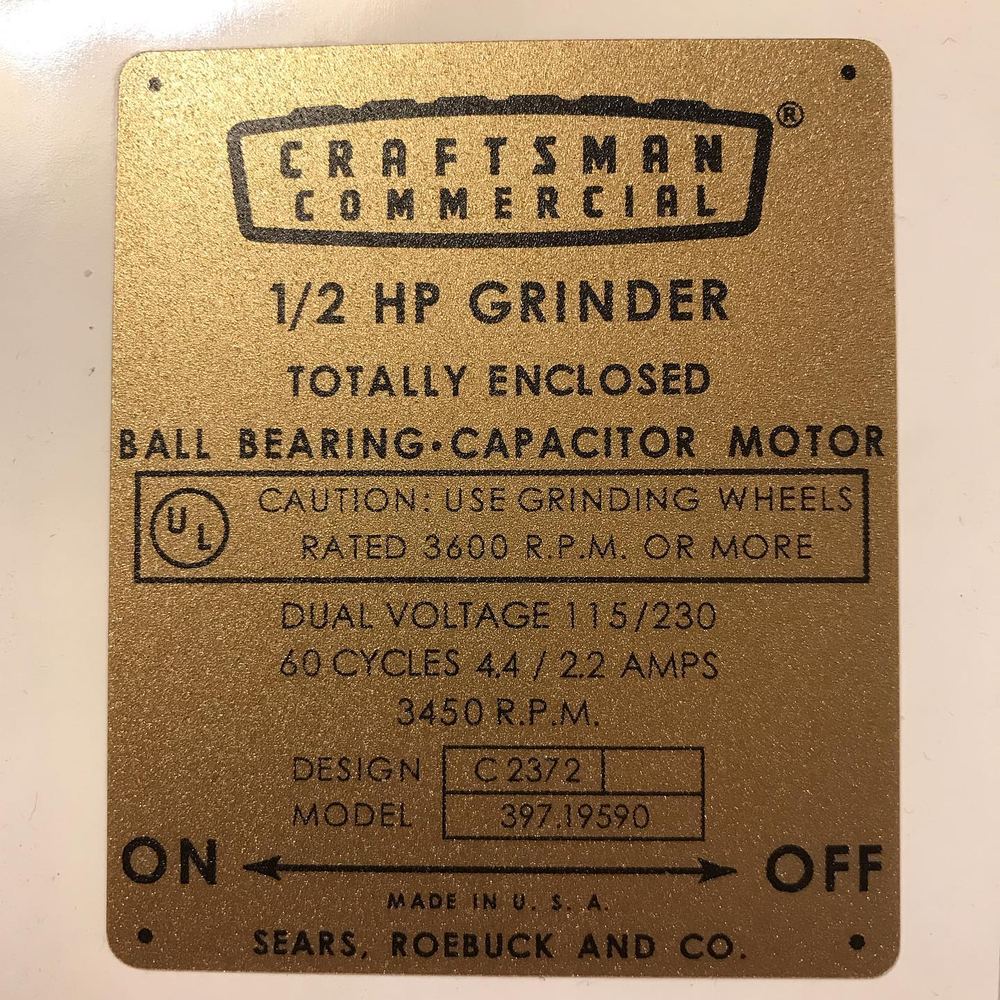 CRAFTSMAN ®
COMMERCIAL
1/2 HP GRINDER
TOTALLY ENCLOSED
BALL BEARING•CAPACITOR MOTOR
UL
CAUTION: USE GRINDING WHEELS
RATED 3600 R.P.M. OR MORE
DUAL VOLTAGE 115/230
60 CYCLES 4.4 / 2.2 AMPS
3450 R.P.M.
DESIGN C 2372
MODEL 397.19590
ON OFF
MADE IN U. S. A.
SEARS, ROEBUCK AND CO.